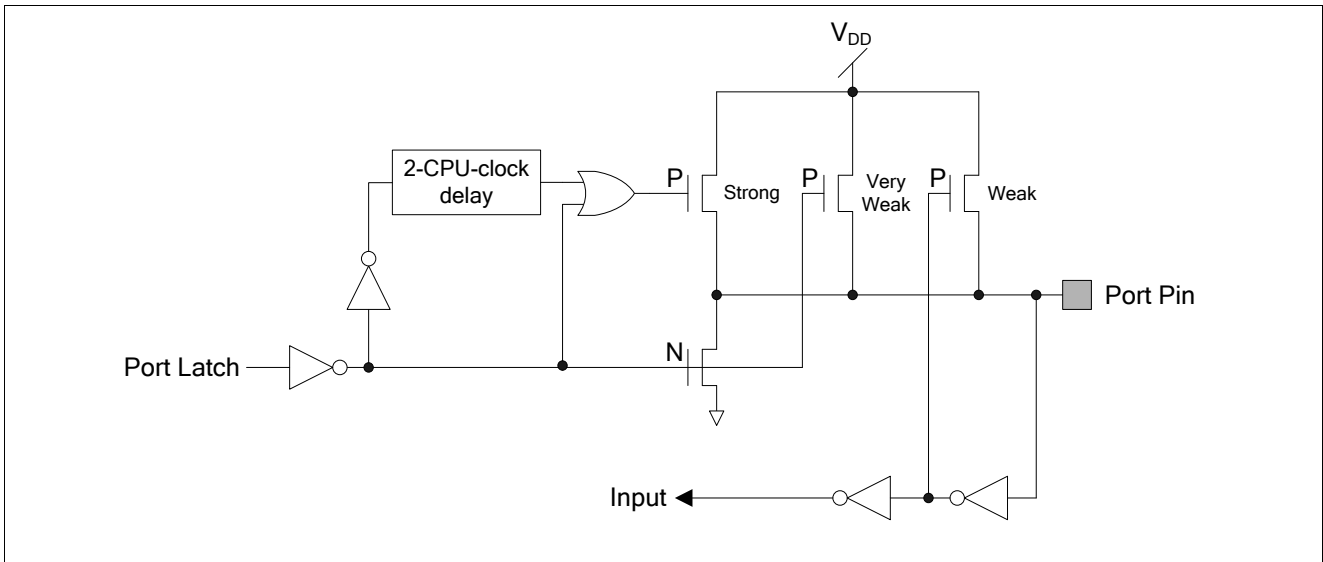 VDD
2-CPU-clock
delay
P
Strong
P
Very
Weak
P
Weak
Port Pin
N
Port Latch
Input